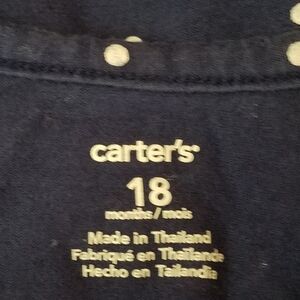 carter's
18
months / mois
Made in Thailand
Fabriqué en Thaïlande
Hecho en Tailandia